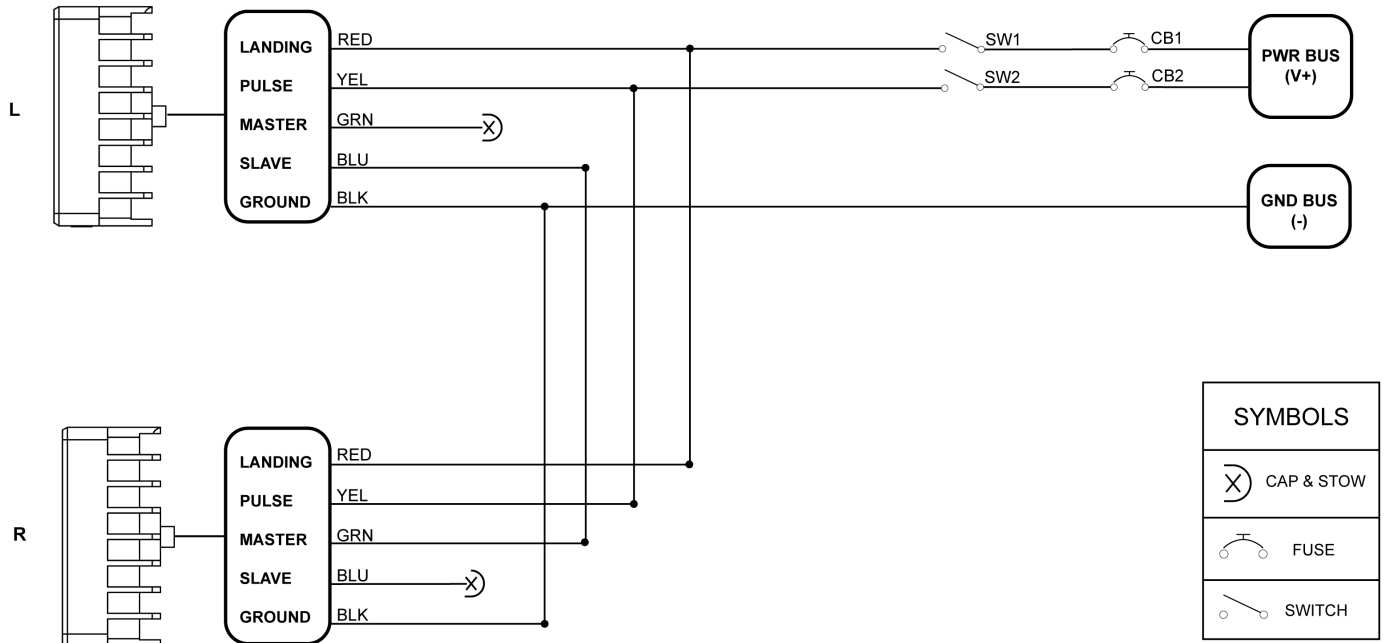 L
LANDING RED
PULSE YEL
MASTER GRN
SLAVE BLU
GROUND BLK
SW1 CB1
SW2 CB2
PWR BUS
(V+)
GND BUS
(-)
R
LANDING RED
PULSE YEL
MASTER GRN
SLAVE BLU
GROUND BLK
SYMBOLS
CAP & STOW
FUSE
SWITCH